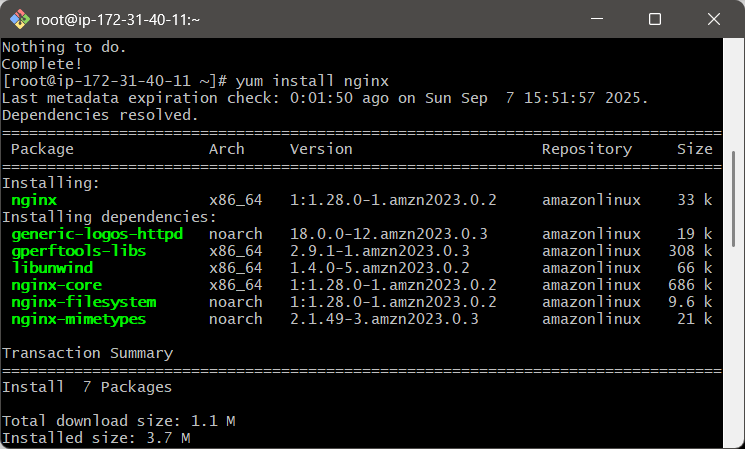 root@ip-172-31-40-11:~
Nothing to do.
Complete!
[root@ip-172-31-40-11 ~]# yum install nginx
Last metadata expiration check: 0:01:50 ago on Sun Sep  7 15:51:57 2025.
Dependencies resolved.
================================================================================
 Package               Arch     Version                     Repository     Size
================================================================================
Installing:
 nginx                 x86_64   1:1.28.0-1.amzn2023.0.2     amazonlinux    33 k
Installing dependencies:
 generic-logos-httpd   noarch   18.0.0-12.amzn2023.0.3      amazonlinux    19 k
 gperftools-libs       x86_64   2.9.1-1.amzn2023.0.3        amazonlinux   308 k
 libunwind             x86_64   1.4.0-5.amzn2023.0.2        amazonlinux    66 k
 nginx-core            x86_64   1:1.28.0-1.amzn2023.0.2     amazonlinux   686 k
 nginx-filesystem      noarch   1:1.28.0-1.amzn2023.0.2     amazonlinux   9.6 k
 nginx-mimetypes       noarch   2.1.49-3.amzn2023.0.3       amazonlinux    21 k
Transaction Summary
================================================================================
Install  7 Packages
Total download size: 1.1 M
Installed size: 3.7 M